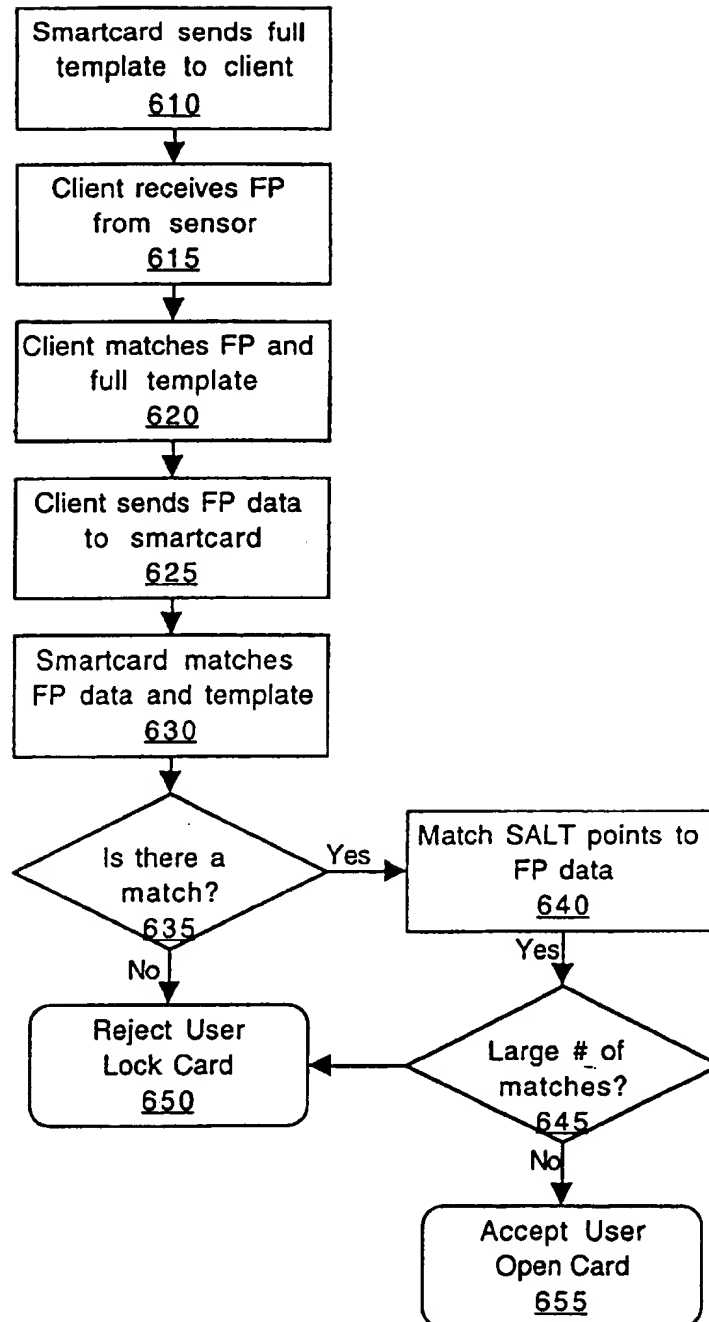 Smartcard sends full
template to client
610
Client receives FP
from sensor
615
Client matches FP and
full template
620
Client sends FP data
to smartcard
625
Smartcard matches
FP data and template
630
Is there a
match?
635
Yes
No
Match SALT points to
FP data
640
Yes
Reject User
Lock Card
650
Large # of
matches?
645
No
Accept User
Open Card
655